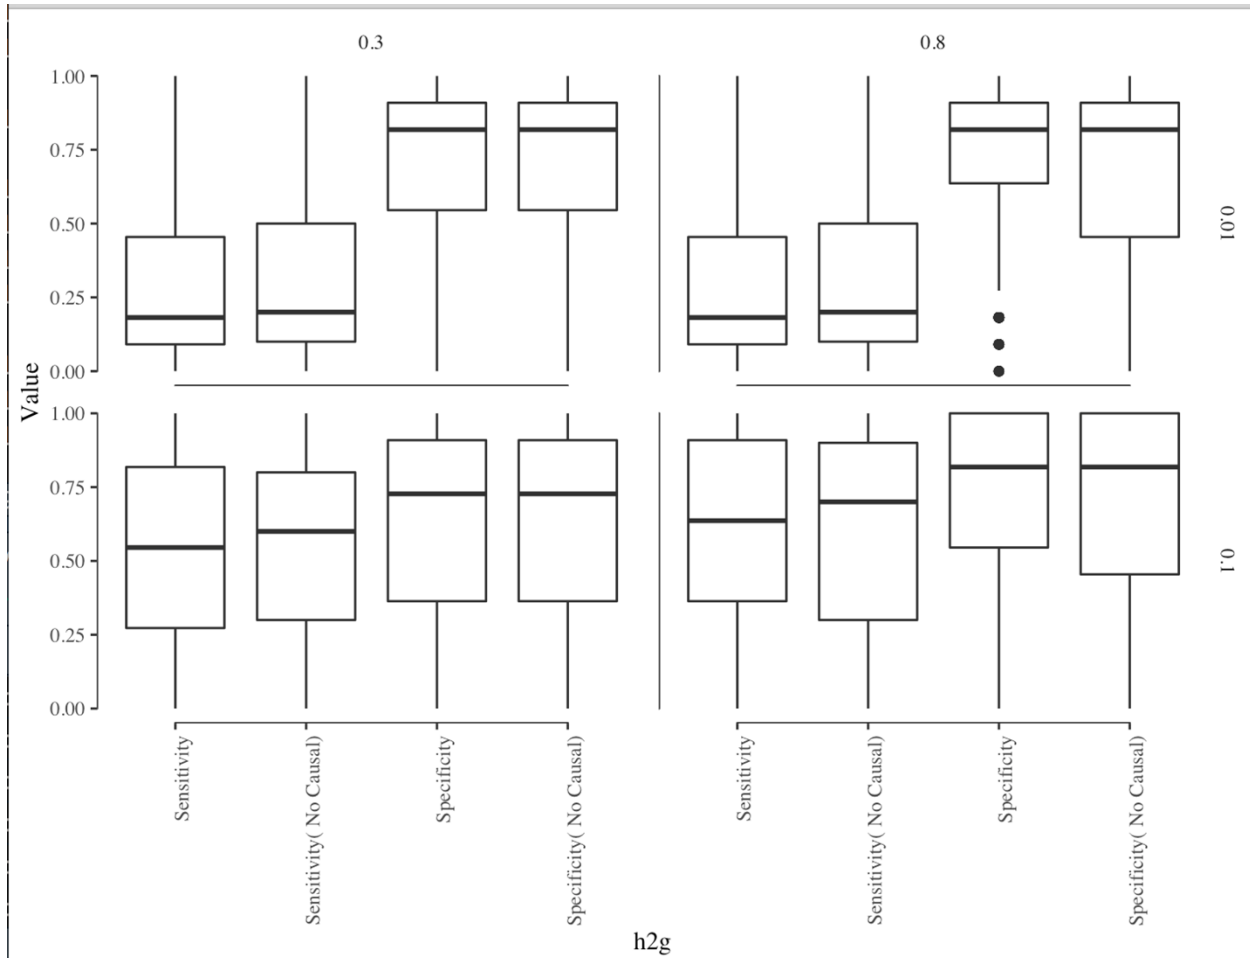 0.3
0.8
1.00
0.75
0.50
0.25
0.00
0.01
Value
1.00
0.75
0.50
0.25
0.00
0.1
Sensitivity
Sensitivity( No Causal)
Specificity
Specificity( No Causal)
Sensitivity
Sensitivity( No Causal)
Specificity
Specificity( No Causal)
h2g